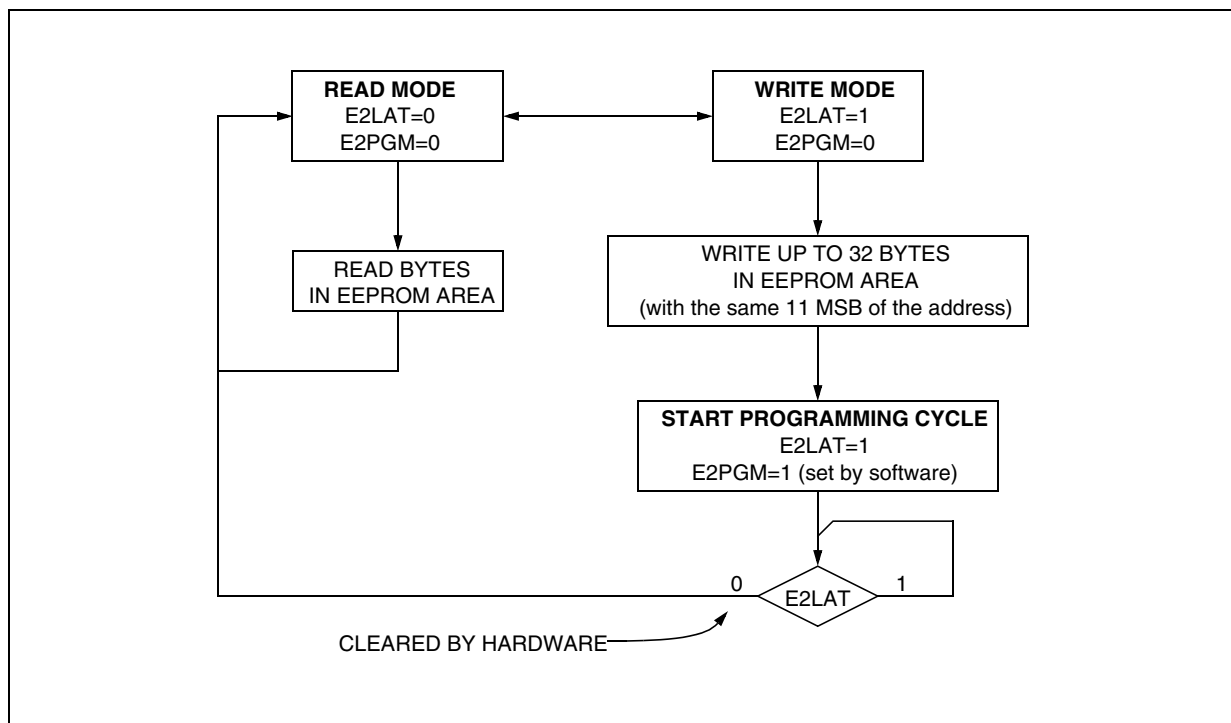 READ MODE
E2LAT=0
E2PGM=0
WRITE MODE
E2LAT=1
E2PGM=0
READ BYTES
IN EEPROM AREA
WRITE UP TO 32 BYTES
IN EEPROM AREA
(with the same 11 MSB of the address)
START PROGRAMMING CYCLE
E2LAT=1
E2PGM=1 (set by software)
0
E2LAT
1
CLEARED BY HARDWARE